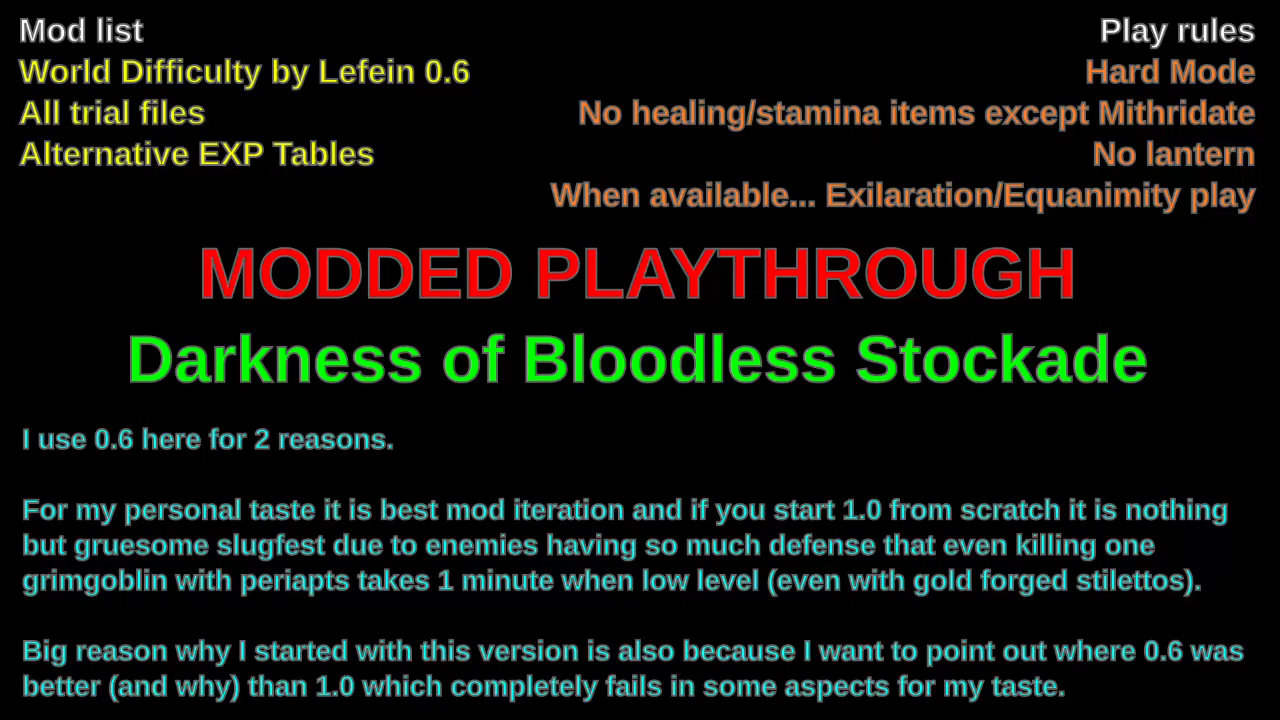 Mod list
World Difficulty by Lefein 0.6
All trial files
Alternative EXP Tables
Play rules
Hard Mode
No healing/stamina items except Mithridate
No lantern
When available... Exilaration/Equanimity play
MODDED PLAYTHROUGH
Darkness of Bloodless Stockade
I use 0.6 here for 2 reasons.
For my personal taste it is best mod iteration and if you start 1.0 from scratch it is nothing
but gruesome slugfest due to enemies having so much defense that even killing one
grimgoblin with periapts takes 1 minute when low level (even with gold forged stilettos).
Big reason why I started with this version is also because I want to point out where 0.6 was
better (and why) than 1.0 which completely fails in some aspects for my taste.